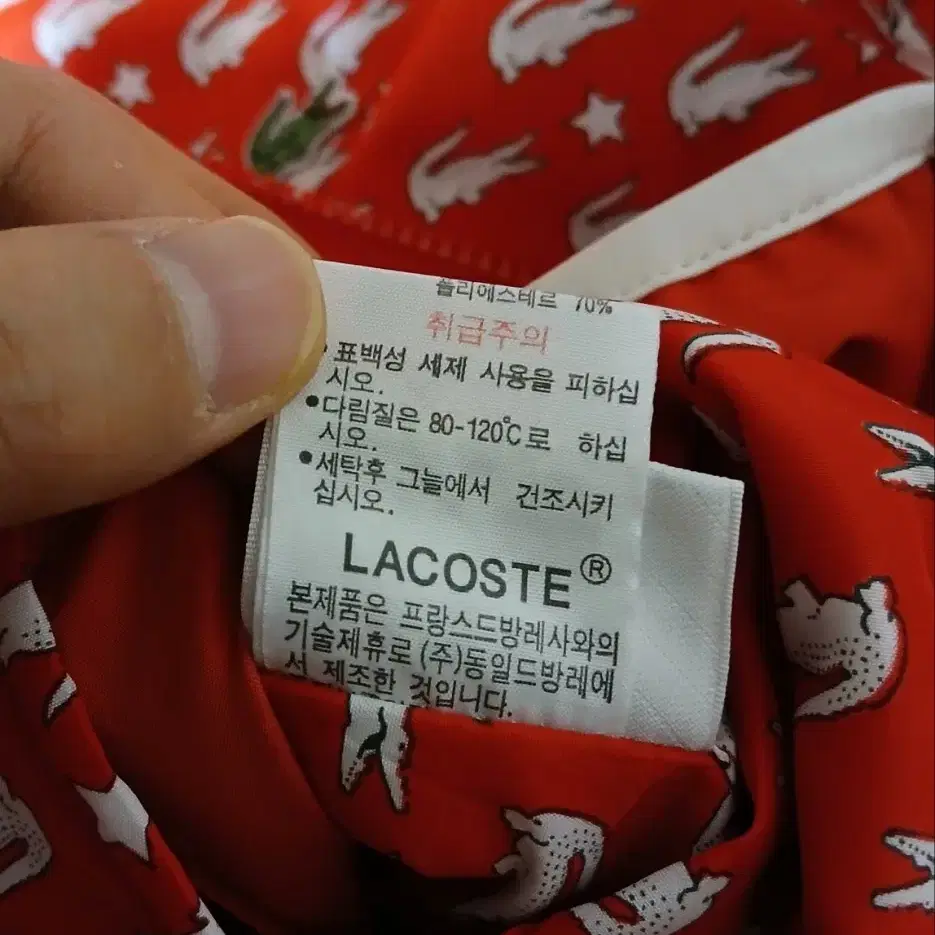 폴리에스테르 70%
취급주의
표백성 세제 사용을 피하십
시오.
●다림질은 80-120℃로 하십
시오.
●세탁후 그늘에서 건조시키
십시오.
LACOSTE®
본제품은 프랑스드방레사와의
기술제휴로 (주)동일드방레에
서 제조한 것입니다.